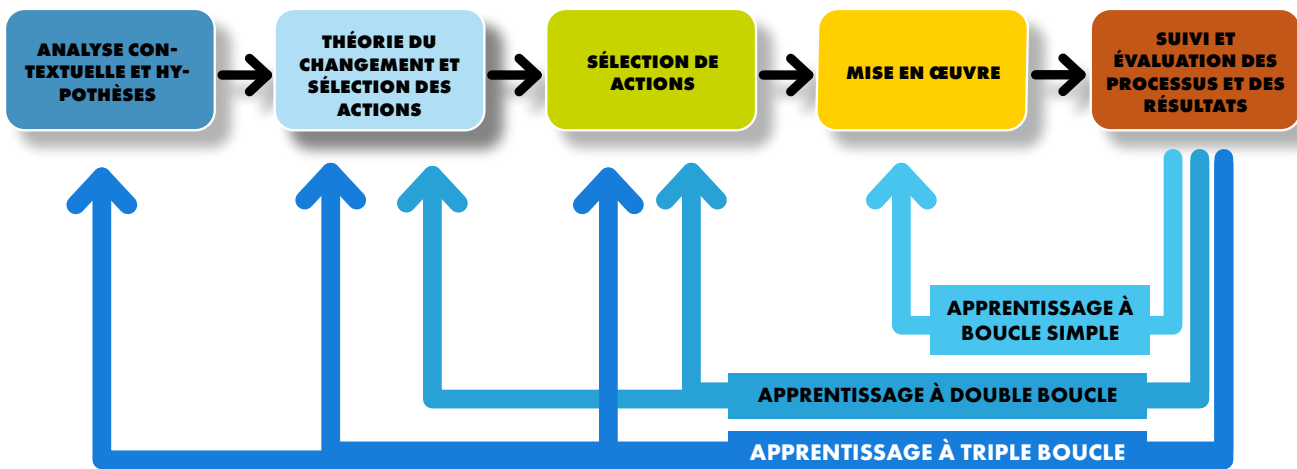 ANALYSE CON-
TEXTUELLE ET HY-
POTHÈSES
THÉORIE DU
CHANGEMENT ET
SÉLECTION DES
ACTIONS
SÉLECTION DE
ACTIONS
MISE EN ŒUVRE
SUIVI ET
ÉVALUATION DES
PROCESSUS ET DES
RÉSULTATS
APPRENTISSAGE À
BOUCLE SIMPLE
APPRENTISSAGE À DOUBLE BOUCLE
APPRENTISSAGE À TRIPLE BOUCLE